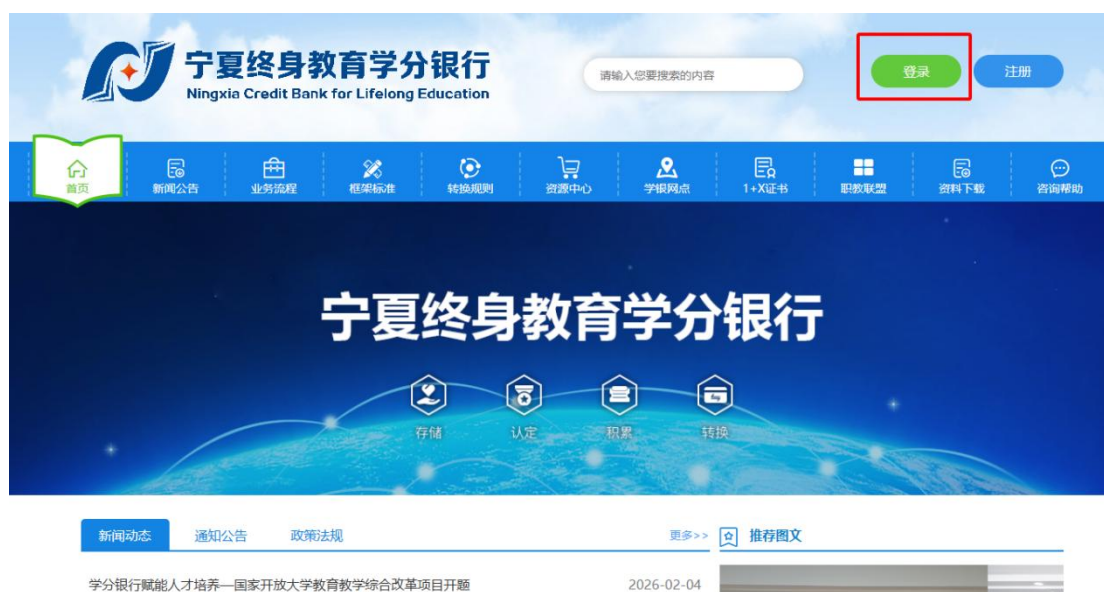 宁夏终身教育学分银行
Ningxia Credit Bank for Lifelong Education
请输入您要搜索的内容
登录
注册
首页
新闻公告
业务流程
框架标准
转换规则
资源中心
学银网点
1+X证书
职教联盟
资料下载
咨询帮助
宁夏终身教育学分银行
存储
认定
积累
转换
新闻动态
通知公告
政策法规
更多>>
推荐图文
学分银行赋能人才培养—国家开放大学教育教学综合改革项目开题
2026-02-04